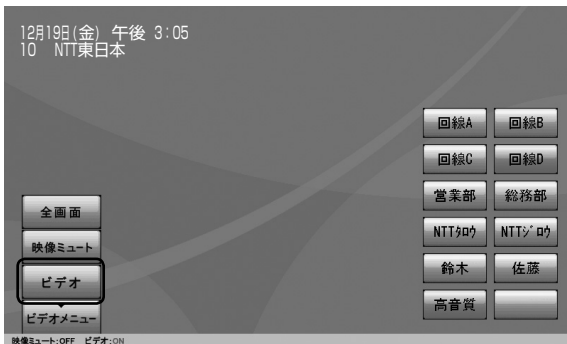 12月19日(金) 午後 3:05
10 NTT東日本
回線A 回線B
回線C 回線D
営業部 総務部
NTTﾀﾛｳ NTTｼﾞﾛｳ
鈴木 佐藤
高音質
全画面
映像ミュート
ビデオ
ビデオメニュー
映像ミュート:OFF ビデオ:ON